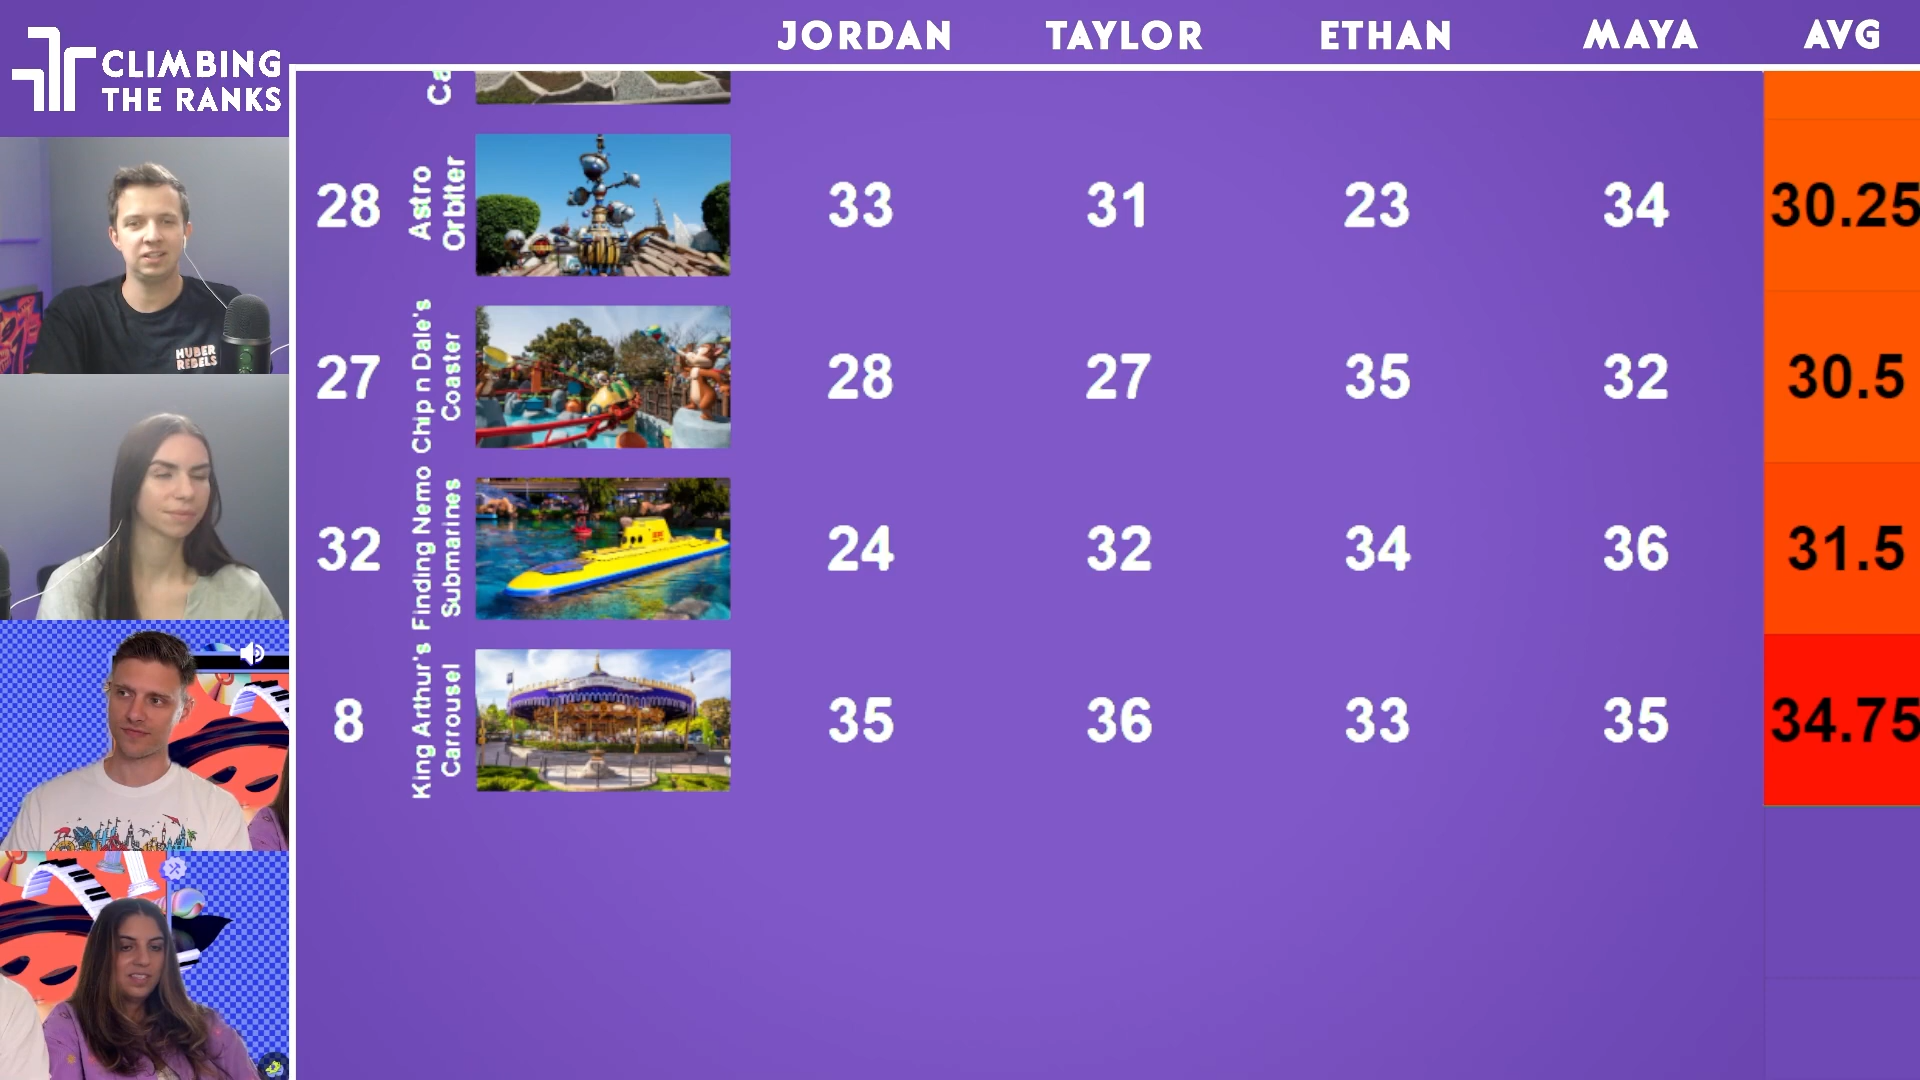 CLIMBING
THE RANKS
JORDAN TAYLOR ETHAN MAYA AVG
Ca
28 Astro Orbiter 33 31 23 34 30.25
27 Chip n Dale's Coaster 28 27 35 32 30.5
32 Finding Nemo Submarines 24 32 34 36 31.5
8 King Arthur's Carrousel 35 36 33 35 34.75
HUBER
REBELS